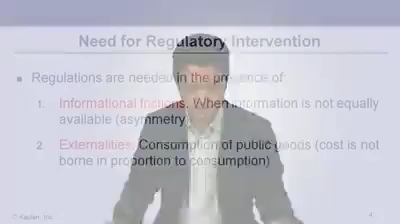 Need for Regulatory Intervention
Regulations are needed in the presence of
1. Informational frictions. When information is not equally
available (asymmetry)
2. Externalities. Consumption of public goods (cost is not
borne in proportion to consumption)
© Kaplan, Inc.
4